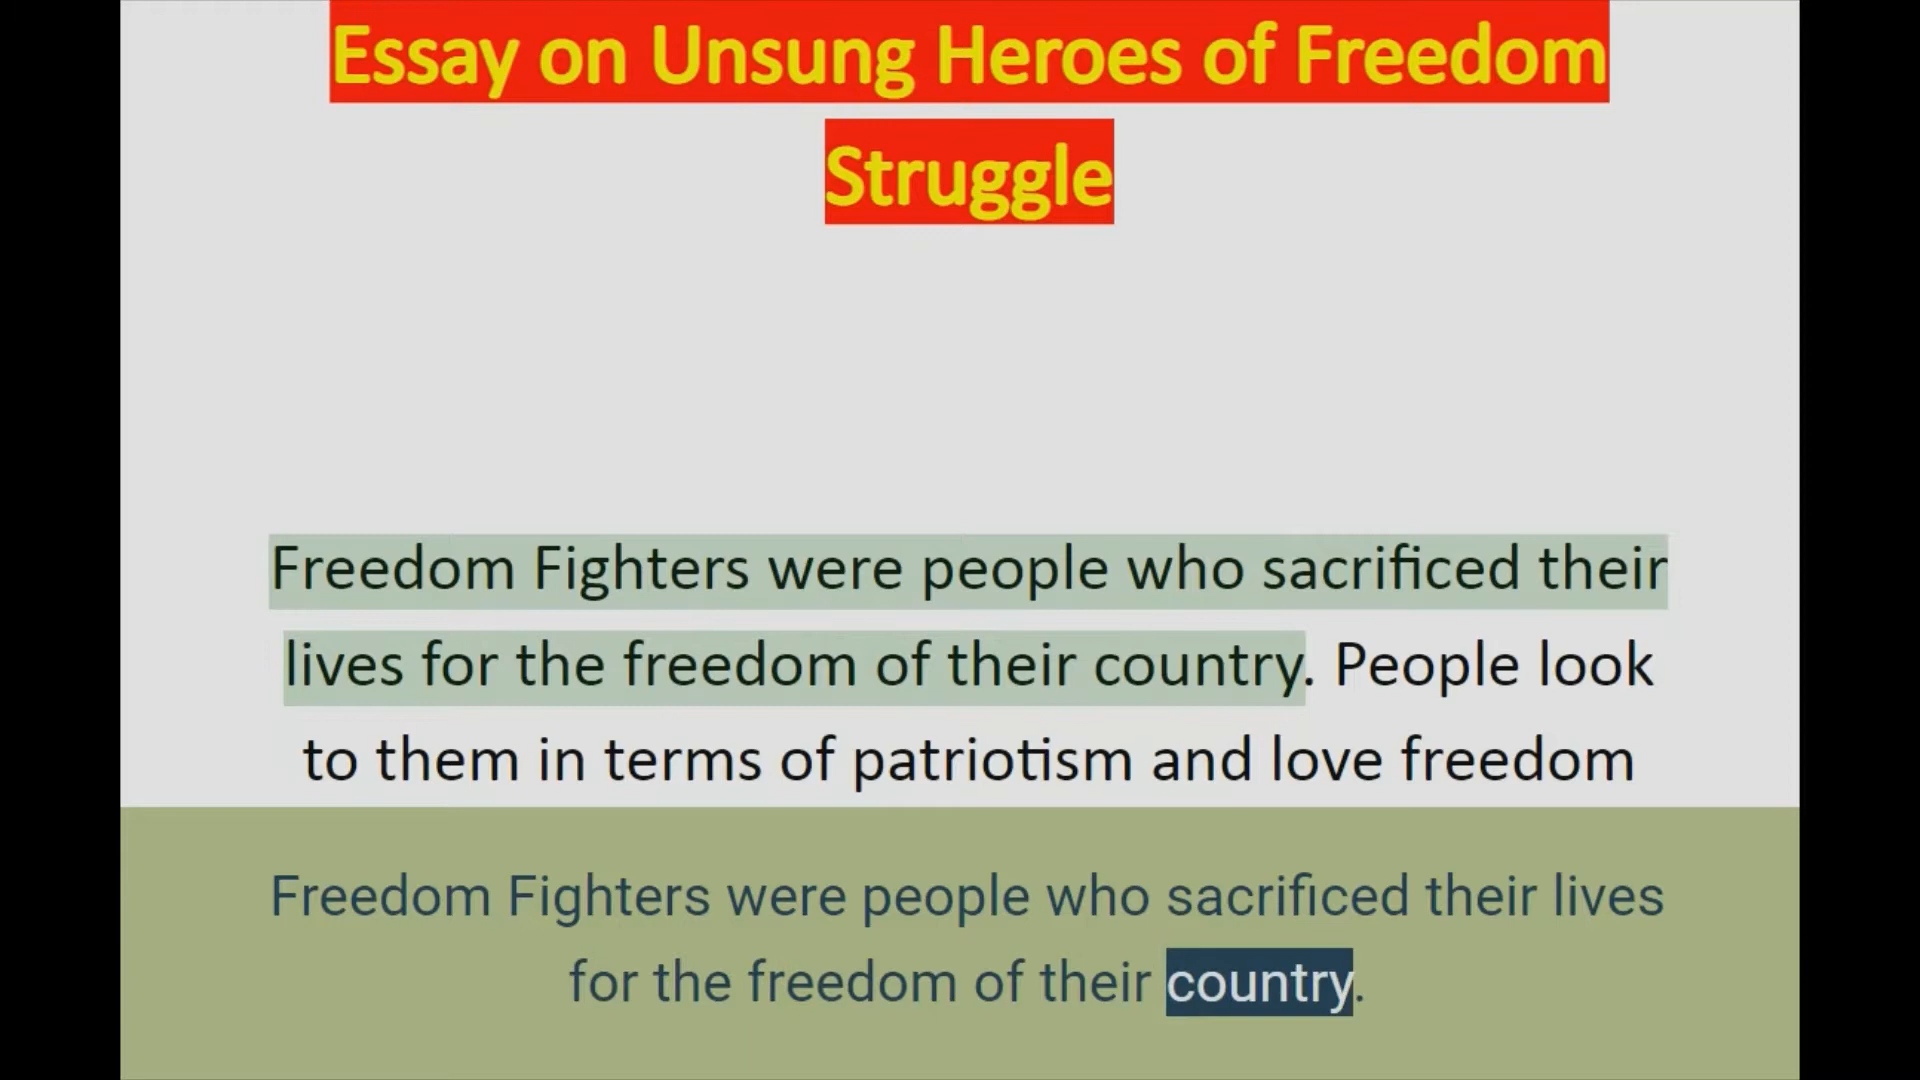 Essay on Unsung Heroes of Freedom
Struggle
Freedom Fighters were people who sacrificed their
lives for the freedom of their country. People look
to them in terms of patriotism and love freedom
Freedom Fighters were people who sacrificed their lives
for the freedom of their country.